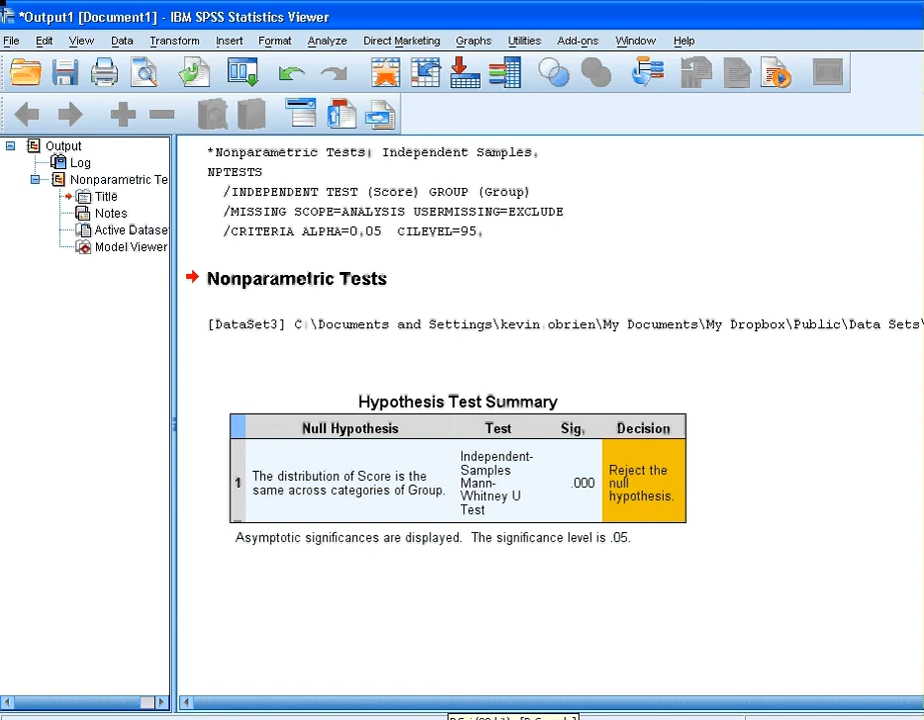 *Output1 [Document1] - IBM SPSS Statistics Viewer
File Edit View Data Transform Insert Format Analyze Direct Marketing Graphs Utilities Add-ons Window Help
Output
Log
Nonparametric Te
Title
Notes
Active Datase
Model Viewer
*Nonparametric Tests: Independent Samples.
NPTESTS
/INDEPENDENT TEST (Score) GROUP (Group)
/MISSING SCOPE=ANALYSIS USERMISSING=EXCLUDE
/CRITERIA ALPHA=0.05 CILEVEL=95.
Nonparametric Tests
[DataSet3] C:\Documents and Settings\kevin.obrien\My Documents\My Dropbox\Public\Data Sets\
Hypothesis Test Summary
Null Hypothesis Test Sig. Decision
1 The distribution of Score is the same across categories of Group.
Independent-
Samples
Mann-
Whitney U
Test
.000
Reject the
null
hypothesis.
Asymptotic significances are displayed. The significance level is .05.